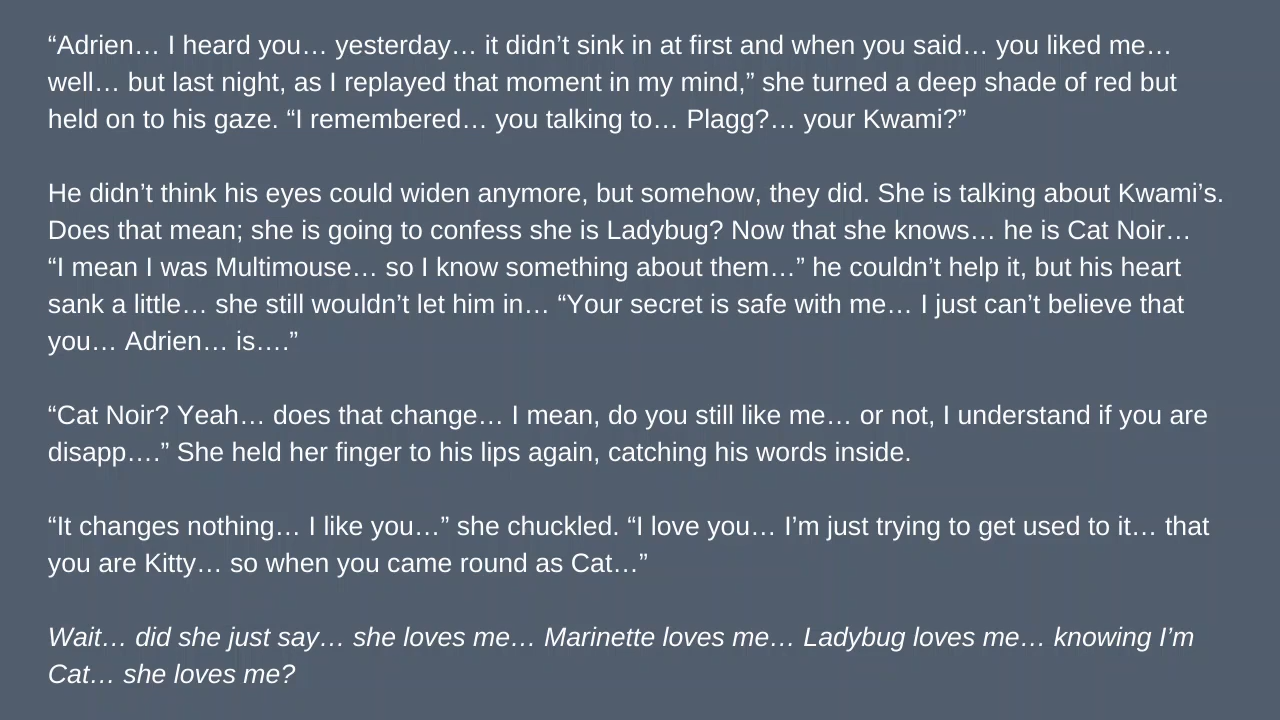 “Adrien… I heard you… yesterday… it didn’t sink in at first and when you said… you liked me…
well… but last night, as I replayed that moment in my mind,” she turned a deep shade of red but
held on to his gaze. “I remembered… you talking to… Plagg?… your Kwami?”
He didn’t think his eyes could widen anymore, but somehow, they did. She is talking about Kwami’s.
Does that mean; she is going to confess she is Ladybug? Now that she knows… he is Cat Noir…
“I mean I was Multimouse… so I know something about them…” he couldn’t help it, but his heart
sank a little… she still wouldn’t let him in… “Your secret is safe with me… I just can’t believe that
you… Adrien… is….”
“Cat Noir? Yeah… does that change… I mean, do you still like me… or not, I understand if you are
disapp….” She held her finger to his lips again, catching his words inside.
“It changes nothing… I like you…” she chuckled. “I love you… I’m just trying to get used to it… that
you are Kitty… so when you came round as Cat…”
Wait… did she just say… she loves me… Marinette loves me… Ladybug loves me… knowing I’m
Cat… she loves me?